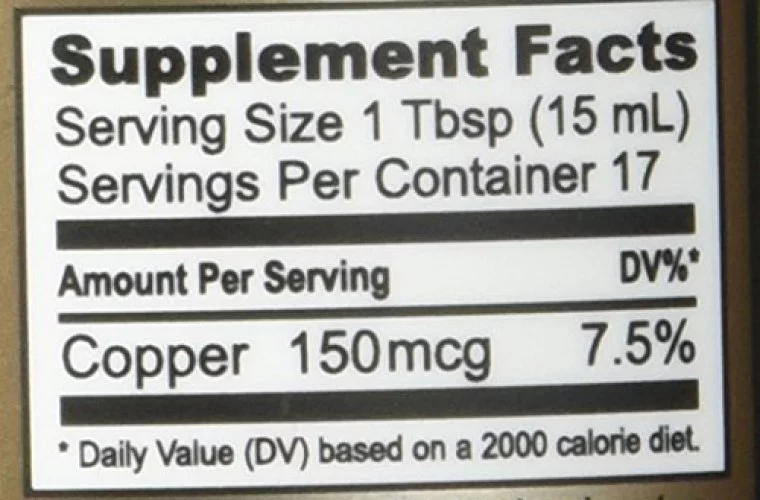 Supplement Facts
Serving Size 1 Tbsp (15 mL)
Servings Per Container 17
Amount Per Serving DV%*
Copper 150mcg 7.5%
* Daily Value (DV) based on a 2000 calorie diet.